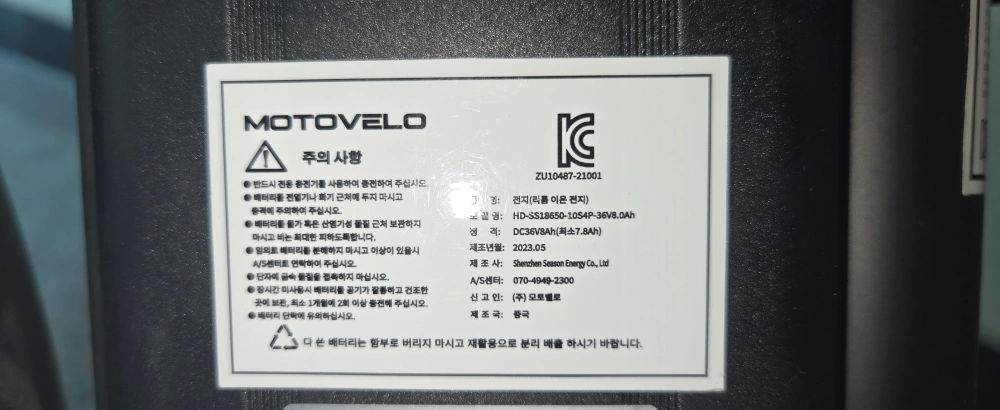 MOTOVELO
주의 사항
● 반드시 전용 충전기를 사용하여 충전하여 주십시오.
● 배터리를 전열기나 화기 근처에 두지 마시고
충격에 주의하여 주십시오.
● 배터리를 물가 혹은 산염기성 물질 근처 보관하지
마시고 비는 최대한 피하도록합니다.
● 임의로 배터리를 분해하지 마시고 이상이 있을시
A/S센터로 연락하여 주십시오.
● 단자에 금속 물질을 접촉하지 마십시오.
● 장시간 미사용시 배터리를 공기가 잘통하고 건조한
곳에 보관, 최소 1개월에 2회 이상 충전해 주십시오.
● 배터리 단락에 유의하십시오.
ZU10487-21001
명: 전지(리튬 이온 전지)
모 델 명: HD-SS18650-10S4P-36V8.0Ah
정 격: DC36V8Ah(최소7.8Ah)
제조년월: 2023.05
제 조 사: Shenzhen Season Energy Co., Ltd
A/S센터: 070-4949-2300
신 고 인: (주) 모토벨로
제 조 국: 중국
다 쓴 배터리는 함부로 버리지 마시고 재활용으로 분리 배출 하시기 바랍니다.